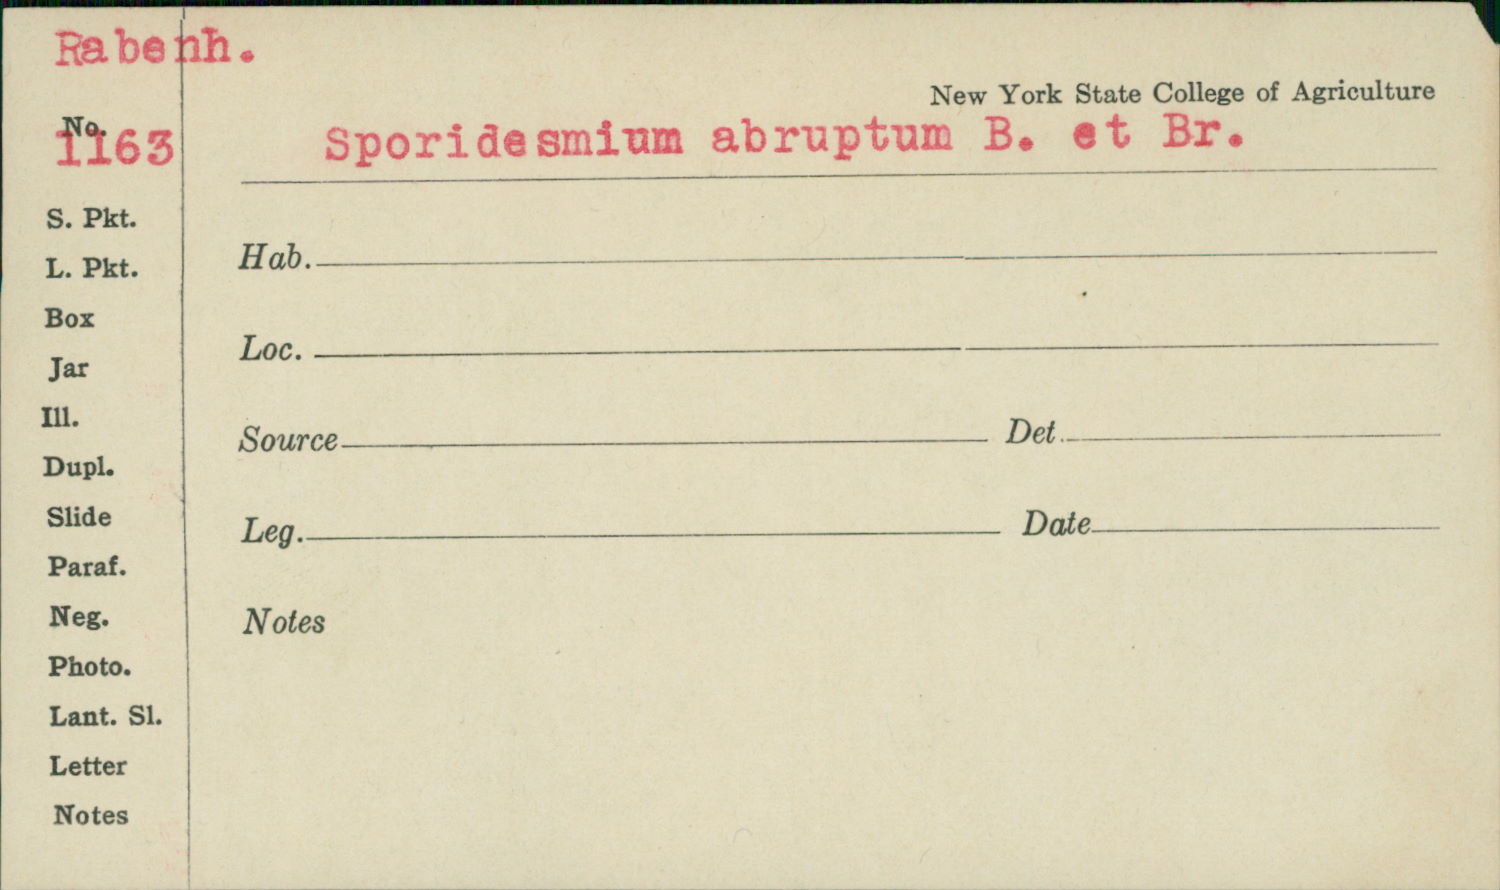 Rabenh.
New York State College of Agriculture
No.
1163
Sporidesmium abruptum B. et Br.
S. Pkt.
L. Pkt.
Box
Jar
Ill.
Dupl.
Slide
Paraf.
Neg.
Photo.
Lant. Sl.
Letter
Notes
Hab.
Loc.
Source Det.
Leg. Date
Notes